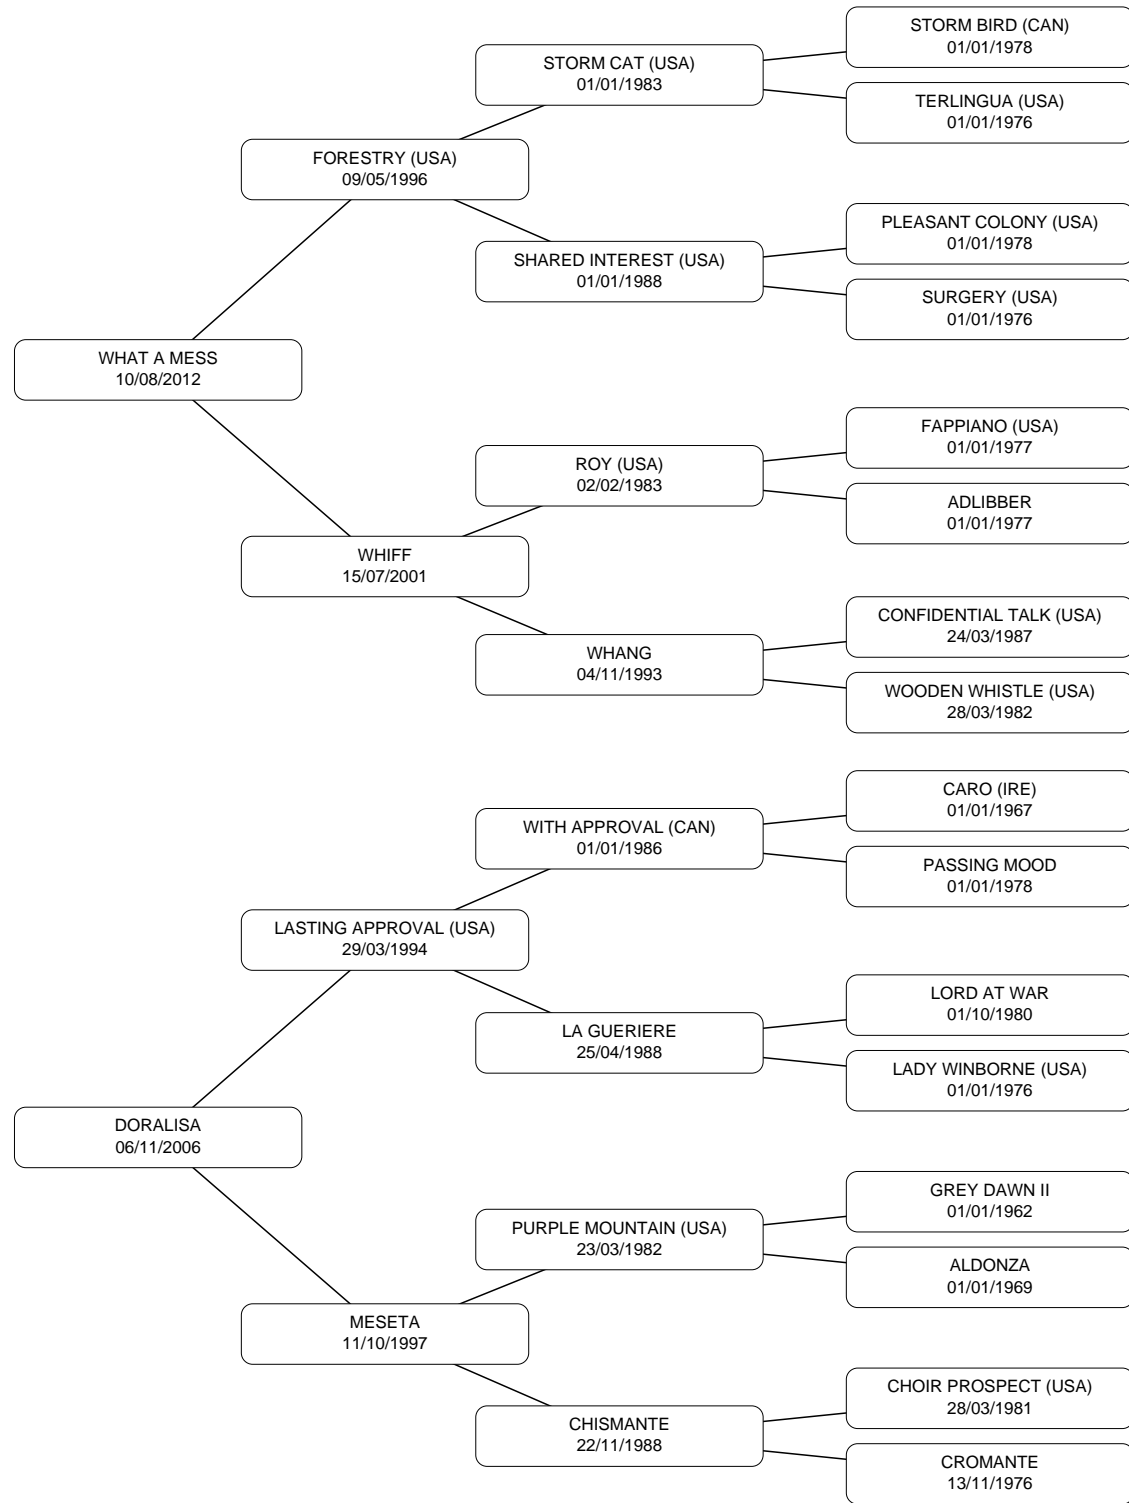 STORM BIRD (CAN)
01/01/1978
STORM CAT (USA)
01/01/1983
TERLINGUA (USA)
01/01/1976
FORESTRY (USA)
09/05/1996
PLEASANT COLONY (USA)
01/01/1978
SHARED INTEREST (USA)
01/01/1988
SURGERY (USA)
01/01/1976
WHAT A MESS
10/08/2012
FAPPIANO (USA)
01/01/1977
ROY (USA)
02/02/1983
ADLIBBER
01/01/1977
WHIFF
15/07/2001
CONFIDENTIAL TALK (USA)
24/03/1987
WHANG
04/11/1993
WOODEN WHISTLE (USA)
28/03/1982
CARO (IRE)
01/01/1967
WITH APPROVAL (CAN)
01/01/1986
PASSING MOOD
01/01/1978
LASTING APPROVAL (USA)
29/03/1994
LORD AT WAR
01/10/1980
LA GUERIERE
25/04/1988
LADY WINBORNE (USA)
01/01/1976
DORALISA
06/11/2006
GREY DAWN II
01/01/1962
PURPLE MOUNTAIN (USA)
23/03/1982
ALDONZA
01/01/1969
MESETA
11/10/1997
CHOIR PROSPECT (USA)
28/03/1981
CHISMANTE
22/11/1988
CROMANTE
13/11/1976